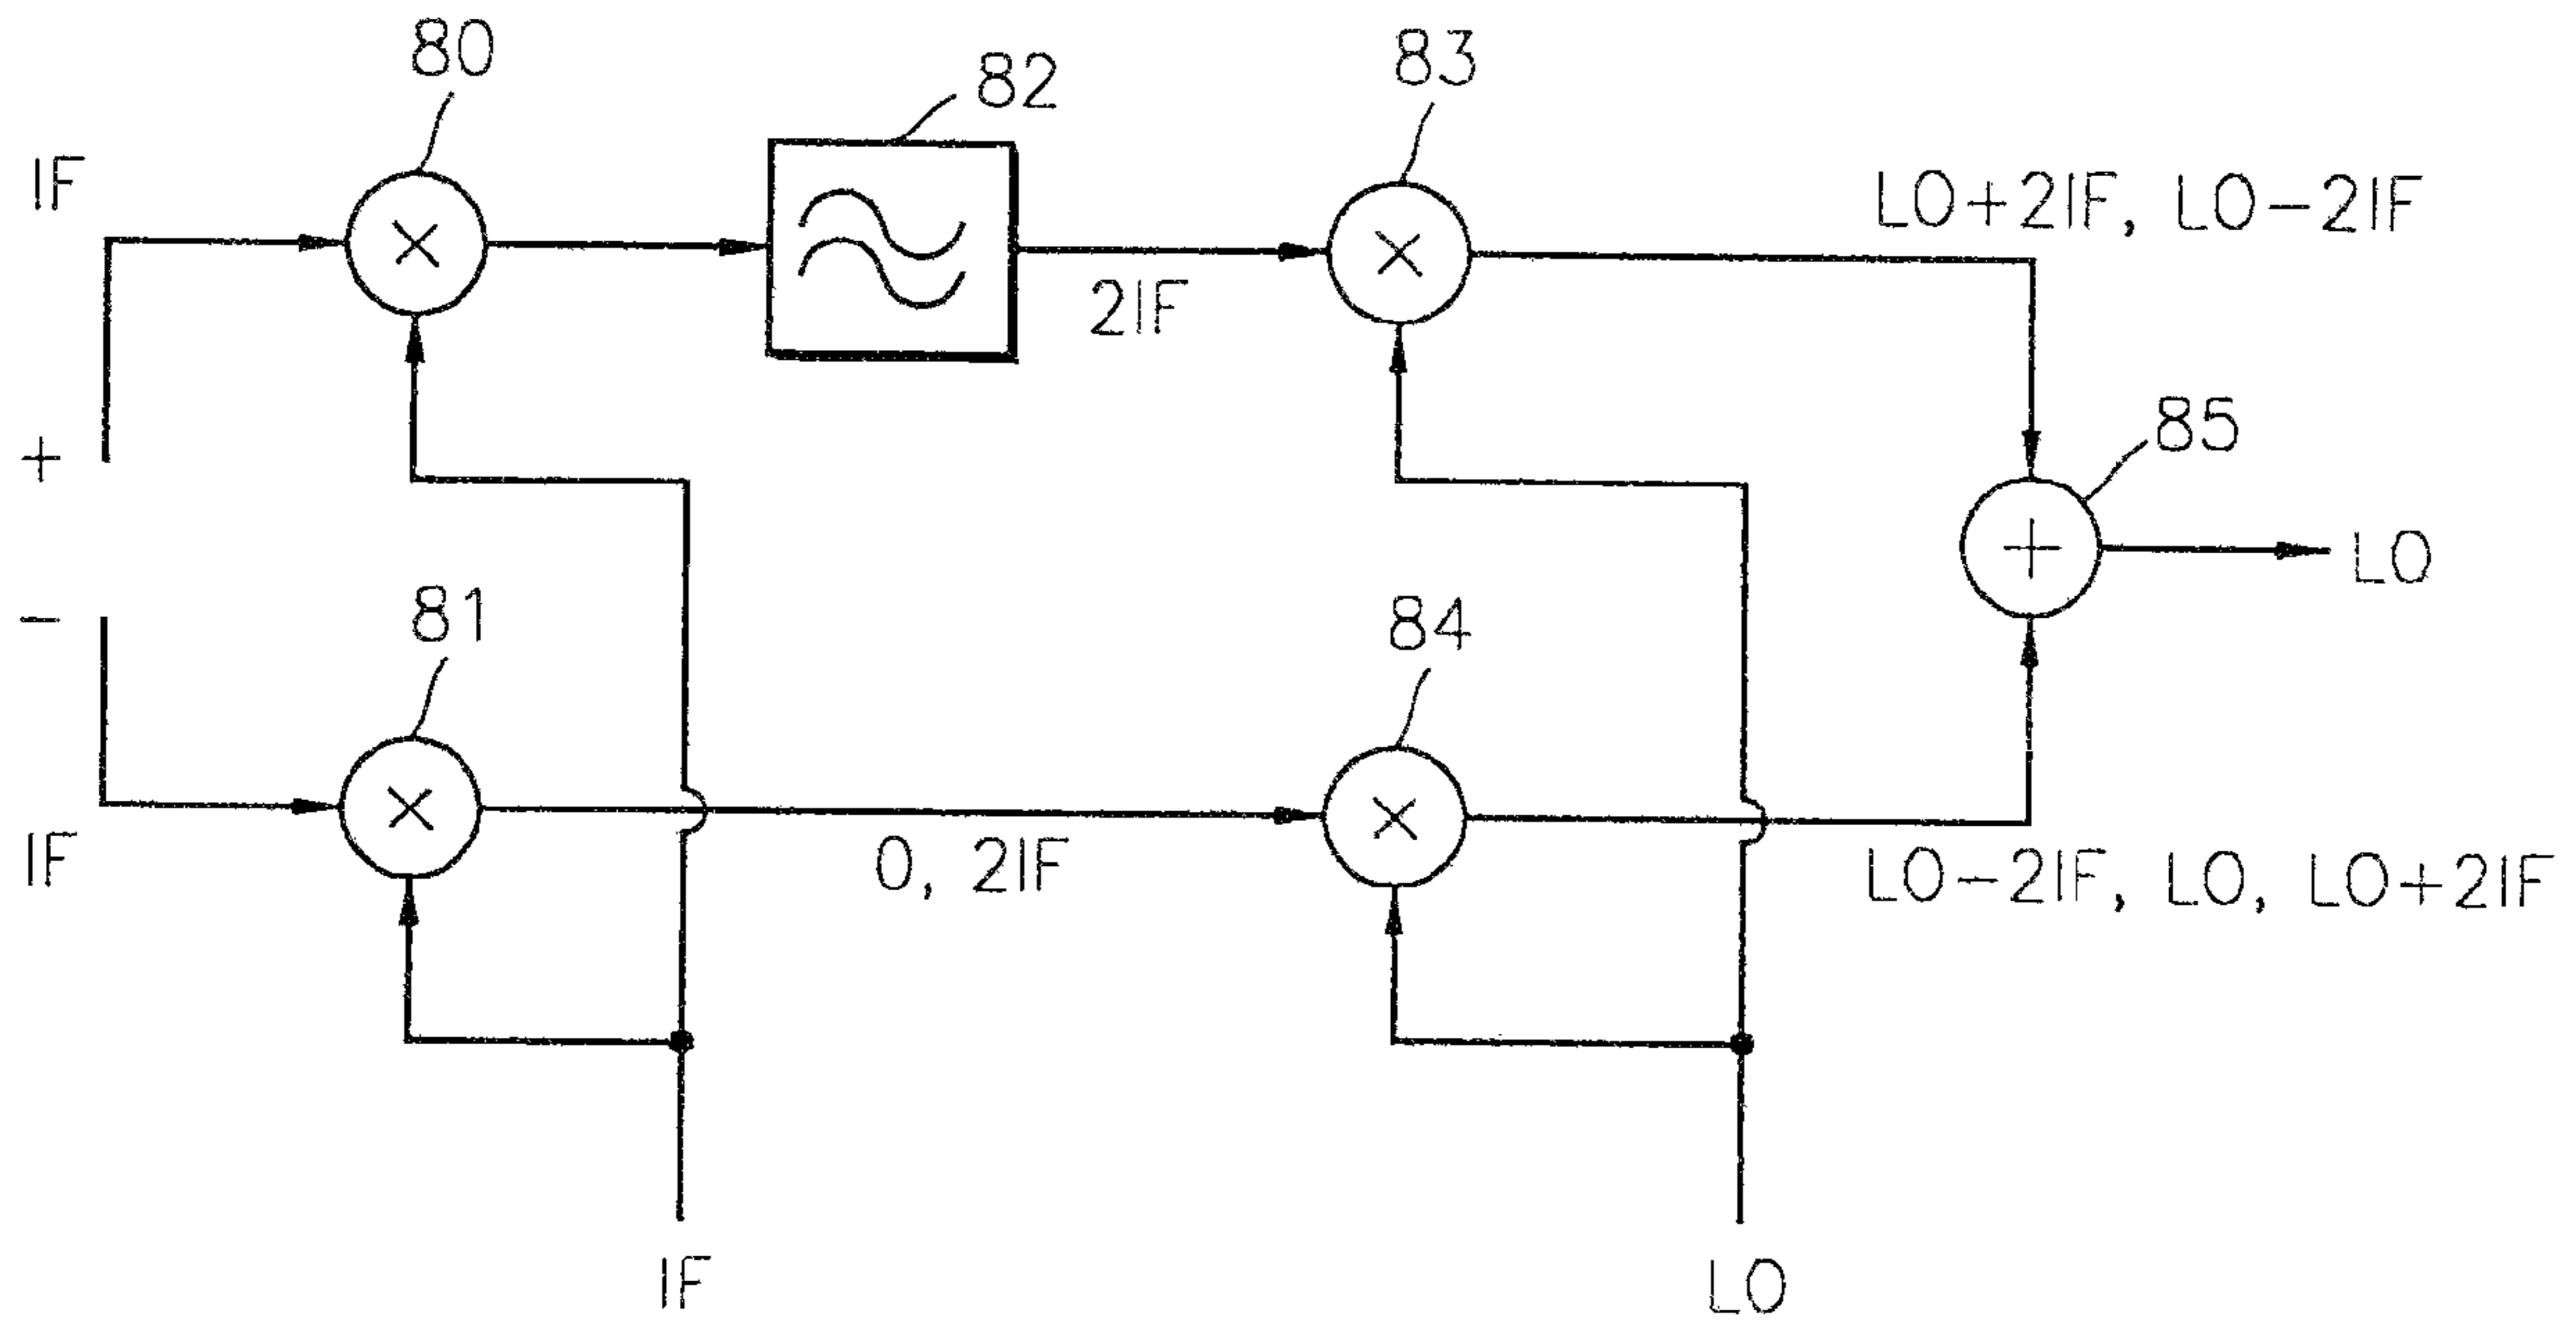 80
82
83
IF
LO+2IF, LO-2IF
2IF
+
85
LO
-
81
84
IF
0, 2IF
LO-2IF, LO, LO+2IF
IF
LO